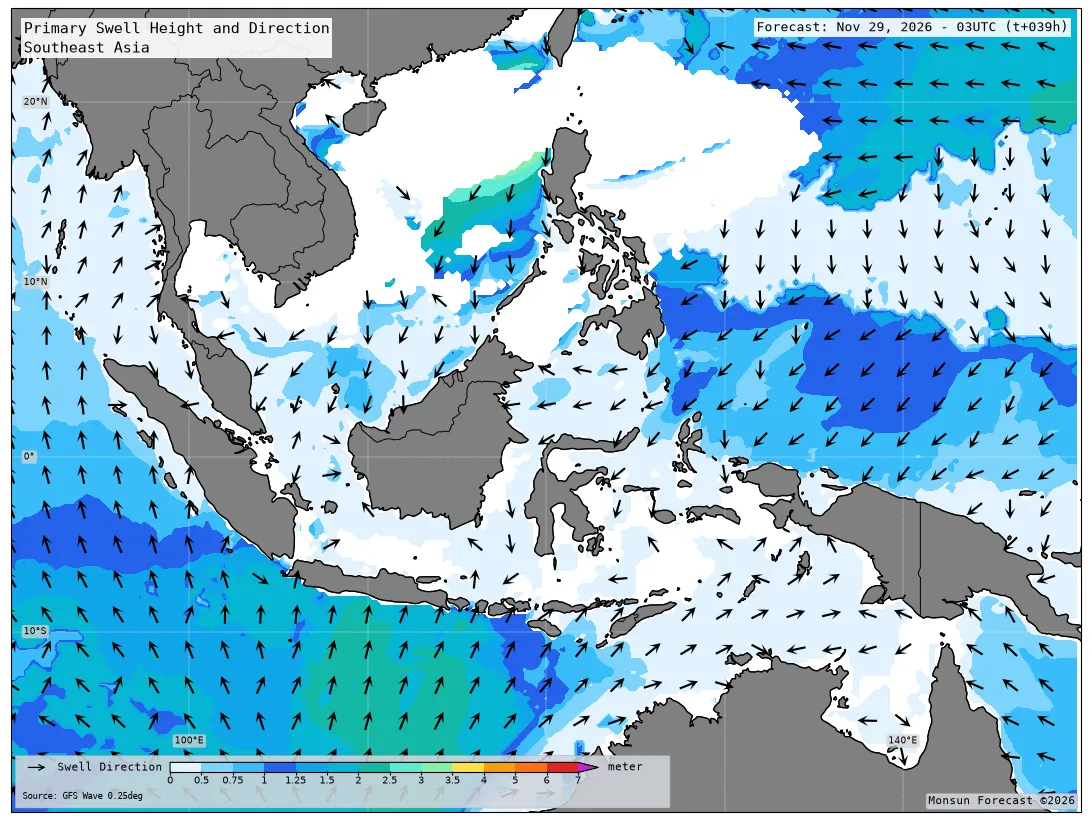 Primary Swell Height and Direction
Southeast Asia
Forecast: Nov 29, 2026 - 03UTC (t+039h)
20°N
10°N
0°
10°S
100°E
140°E
Swell Direction
0 0.5 0.75 1 1.25 1.5 2 2.5 3 3.5 4 5 6 7
meter
Source: GFS Wave 0.25deg
Monsun Forecast ©2026